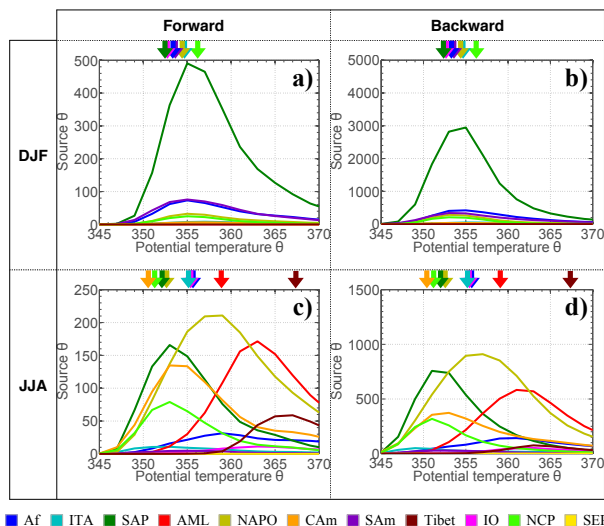 Forward
Backward
DJF
a)
Source θ
500
400
300
200
100
0
345
350
355
360
365
370
Potential temperature θ
b)
Source θ
5000
4000
3000
2000
1000
0
345
350
355
360
365
370
Potential temperature θ
JJA
c)
Source θ
250
200
150
100
50
0
345
350
355
360
365
370
Potential temperature θ
d)
Source θ
1500
1000
500
0
345
350
355
360
365
370
Potential temperature θ
Af ITA SAP AML NAPO CAm SAm Tibet IO NCP